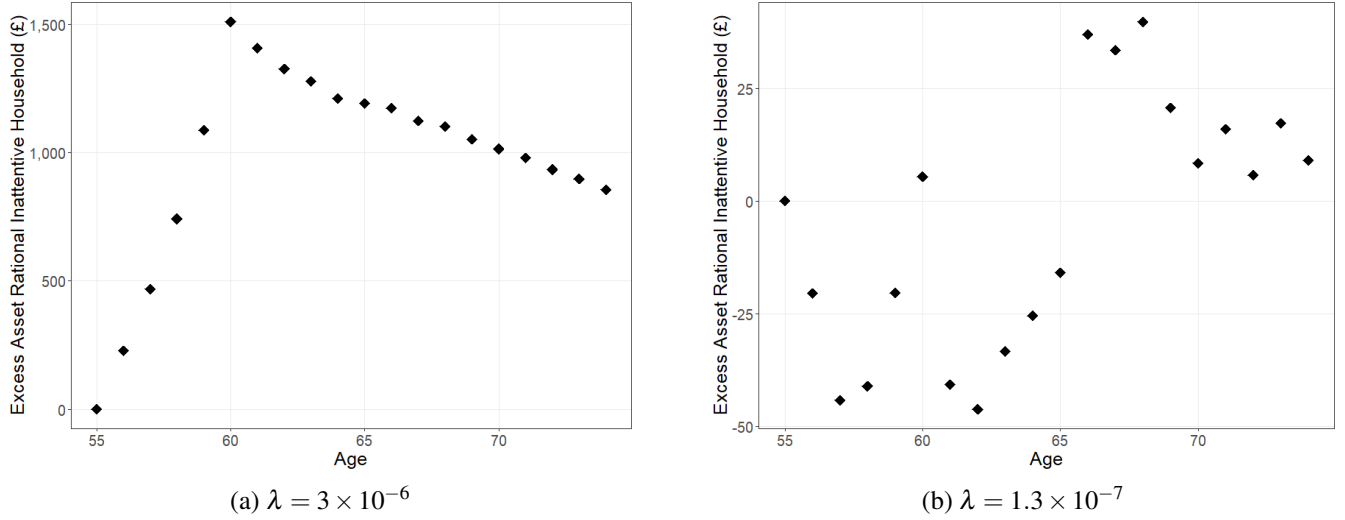 Excess Asset Rational Inattentive Household (£)
1,500
1,000
500
0
55 60 65 70
Age
(a) λ = 3 × 10⁻⁶
Excess Asset Rational Inattentive Household (£)
25
0
-25
-50
55 60 65 70
Age
(b) λ = 1.3 × 10⁻⁷